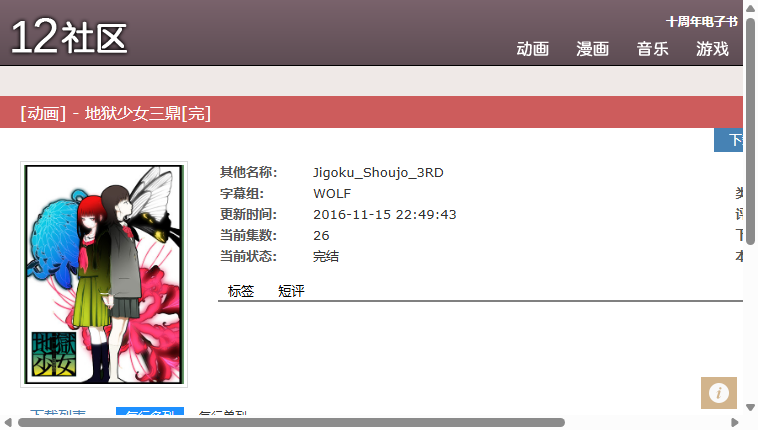 12社区
十周年电子书
动画 漫画 音乐 游戏
[动画] - 地狱少女三鼎[完]
其他名称: Jigoku_Shoujo_3RD
字幕组: WOLF
更新时间: 2016-11-15 22:49:43
当前集数: 26
当前状态: 完结
标签 短评
地獄
少女
下载列表